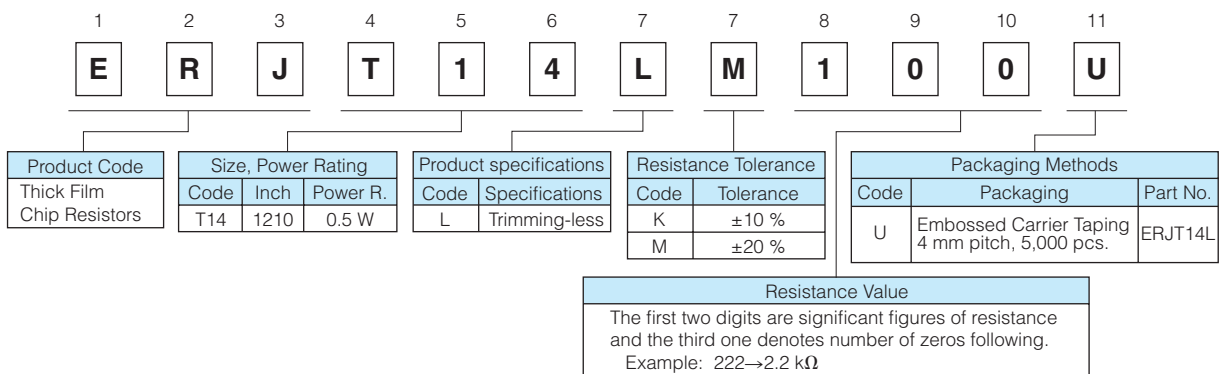 1 2 3 4 5 6 7 7 8 9 10 11
E R J T 1 4 L M 1 0 0 U
Product Code
Thick Film
Chip Resistors
Size, Power Rating
Code Inch Power R.
T14 1210 0.5 W
Product specifications
Code Specifications
L Trimming-less
Resistance Tolerance
Code Tolerance
K ±10 %
M ±20 %
Packaging Methods
Code Packaging Part No.
U Embossed Carrier Taping
4 mm pitch, 5,000 pcs. ERJT14L
Resistance Value
The first two digits are significant figures of resistance
and the third one denotes number of zeros following.
Example: 222→2.2 kΩ